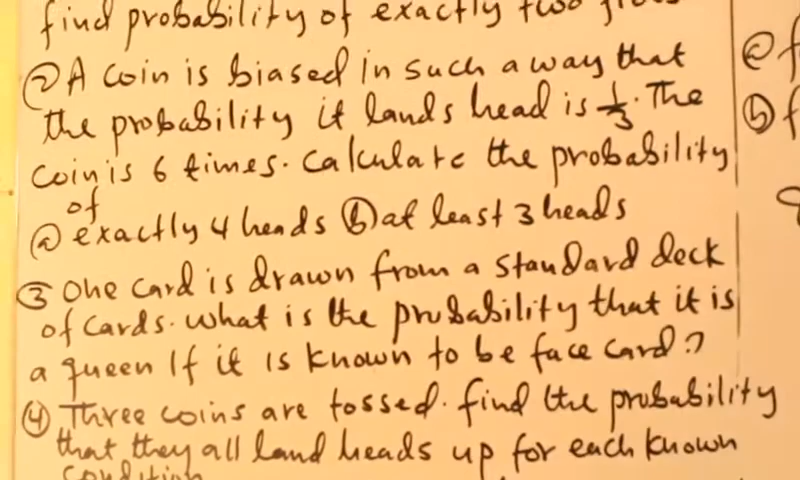 find probability of exactly two
② A coin is biased in such a way that
the probability it lands head is 1/3. The
coin is 6 times. Calculate the probability
of
ⓐ exactly 4 heads ⓑ at least 3 heads
③ One card is drawn from a standard deck
of cards. what is the probability that it is
a queen If it is known to be face card?
④ Three coins are tossed. find the probability
that they all land heads up for each known
condition